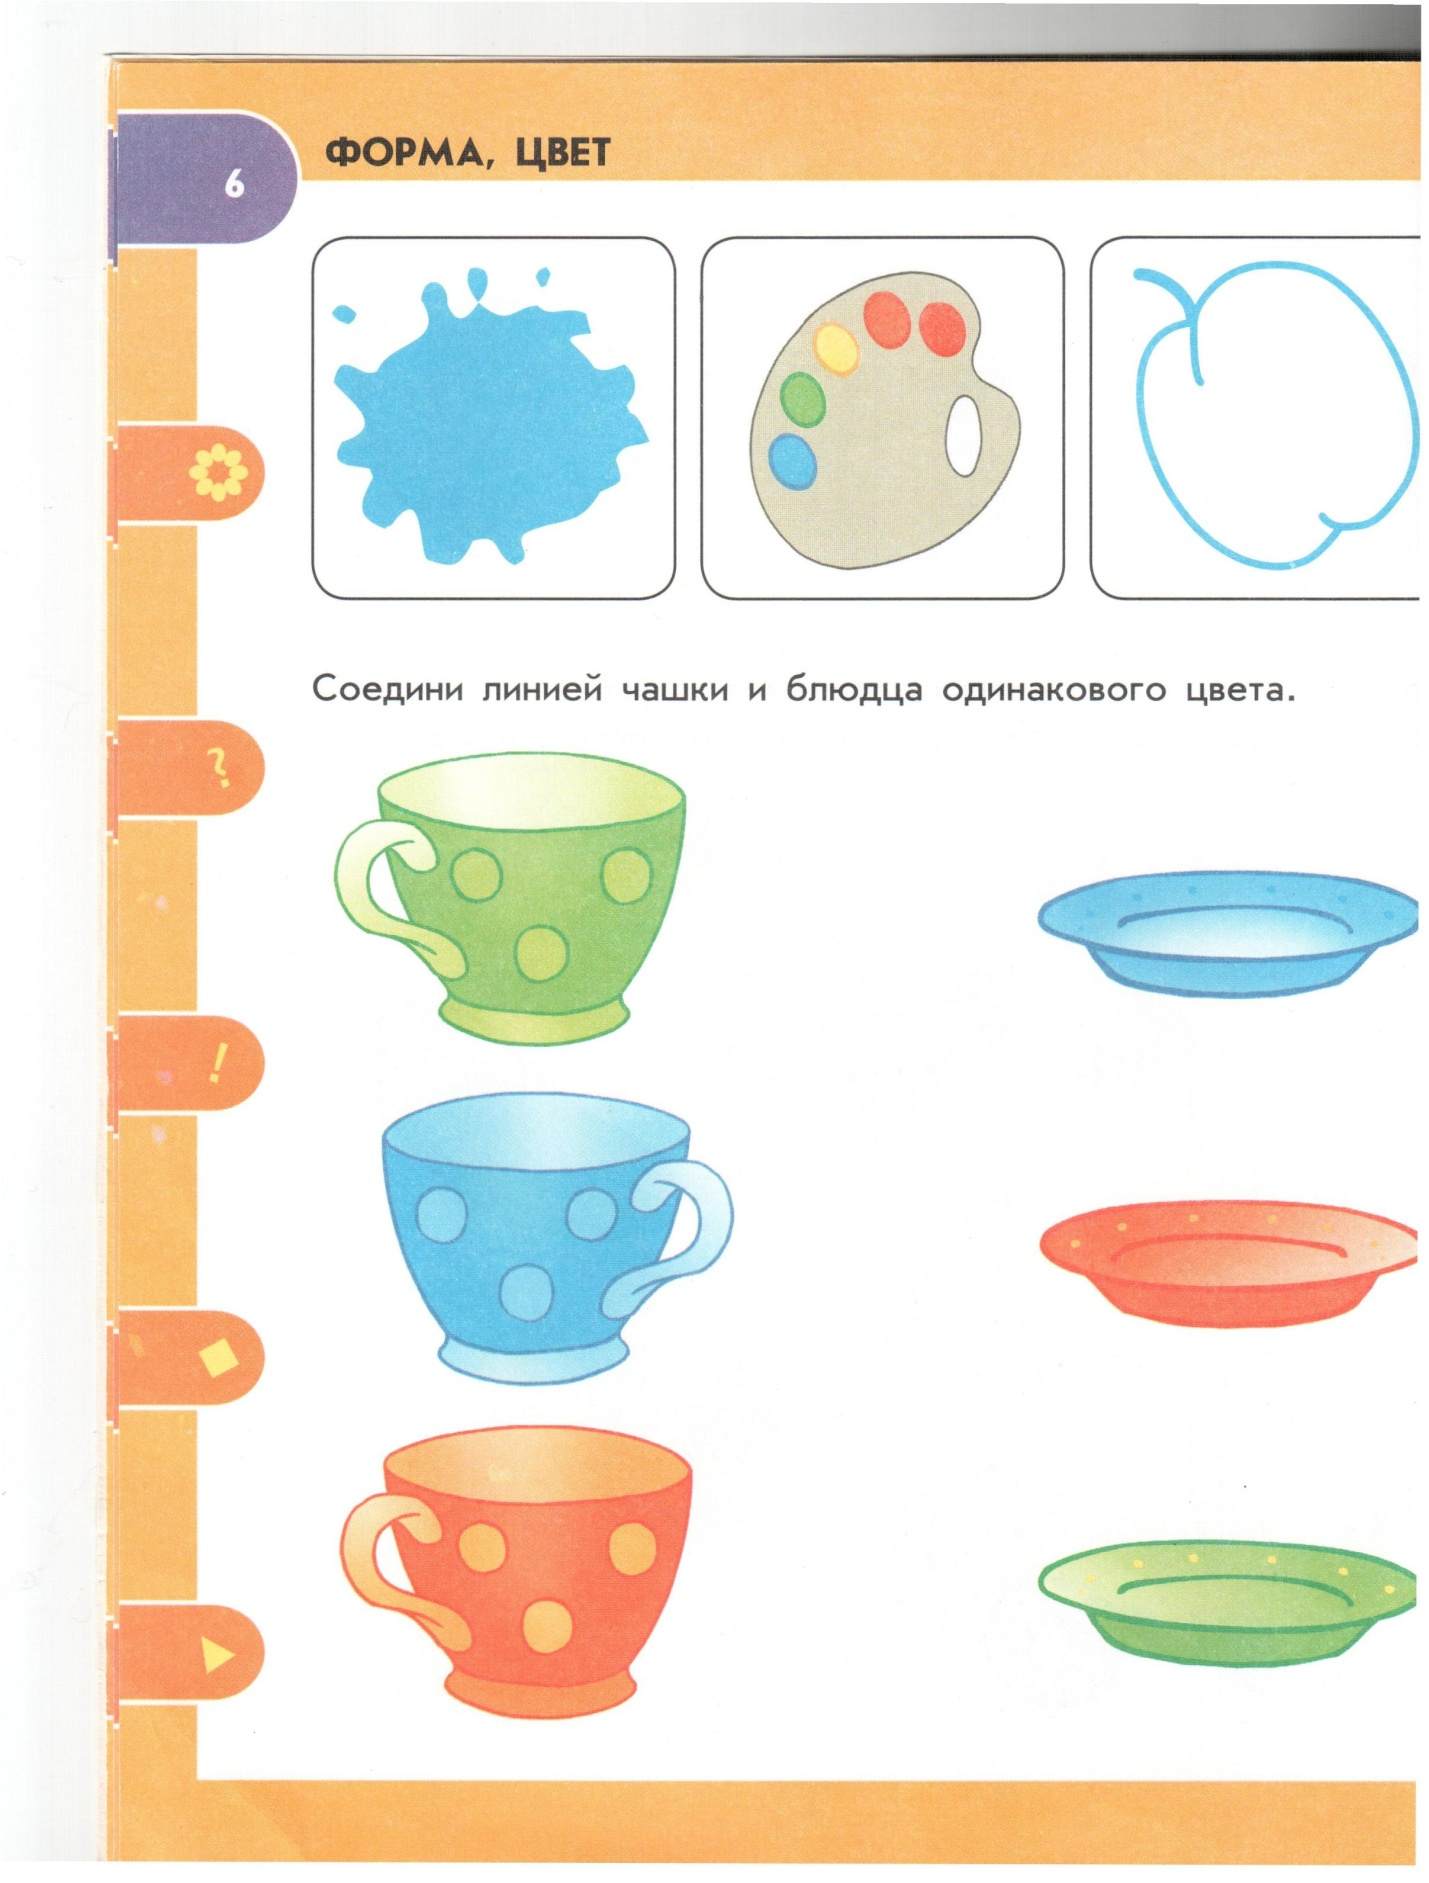 6
ФОРМА, ЦВЕТ
Соедини линией чашки и блюдца одинакового цвета.
?
!